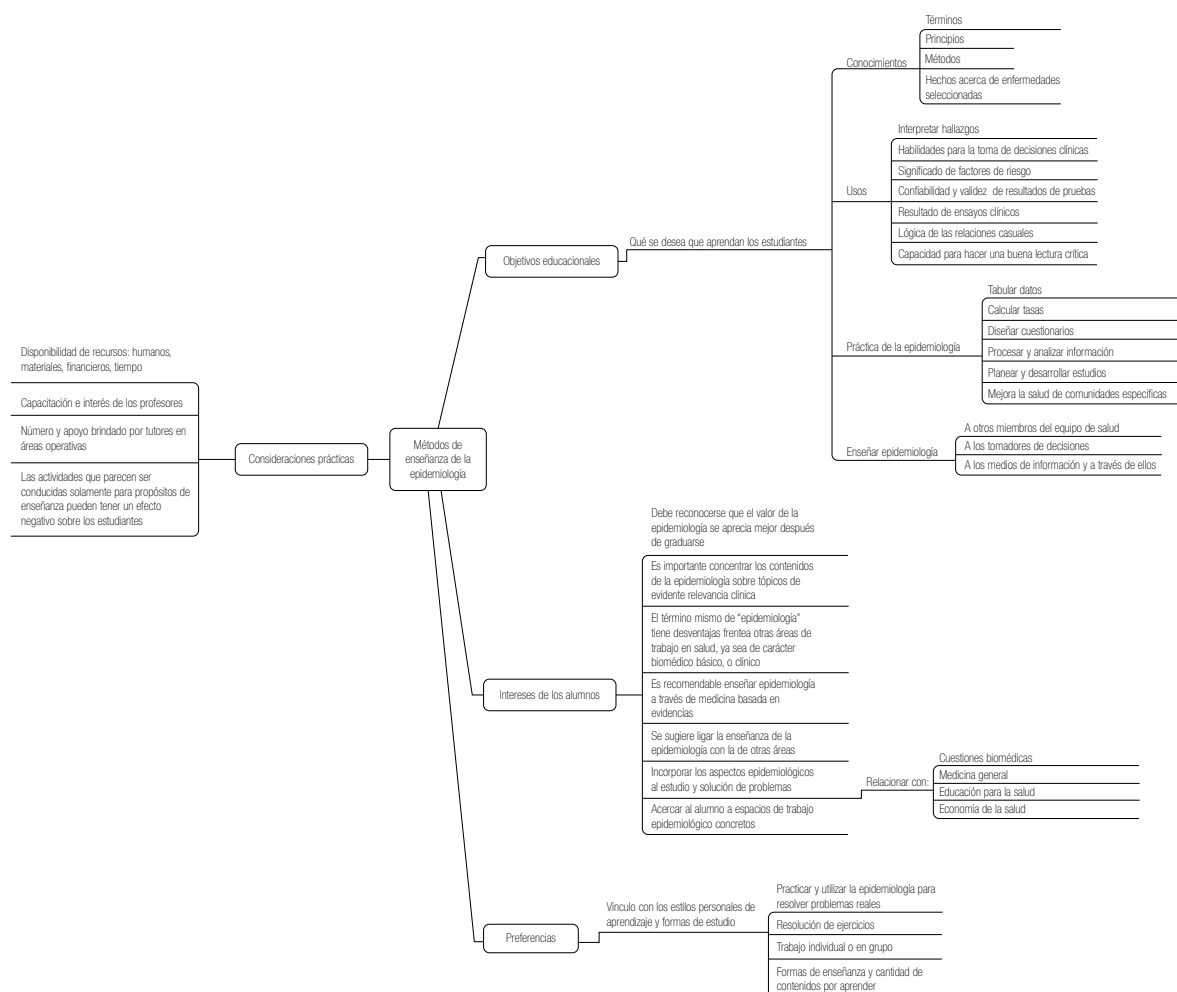 Métodos de
enseñanza de la
epidemiología
Consideraciones prácticas
Disponibilidad de recursos: humanos,
materiales, financieros, tiempo
Capacitación e interés de los profesores
Número y apoyo brindado por tutores en
áreas operativas
Las actividades que parecen ser
conducidas solamente para propósitos de
enseñanza pueden tener un efecto
negativo sobre los estudiantes
Objetivos educacionales
Qué se desea que aprendan los estudiantes
Conocimientos
Términos
Principios
Métodos
Hechos acerca de enfermedades
seleccionadas
Usos
Interpretar hallazgos
Habilidades para la toma de decisiones clínicas
Significado de factores de riesgo
Confiabilidad y validez de resultados de pruebas
Resultado de ensayos clínicos
Lógica de las relaciones casuales
Capacidad para hacer una buena lectura crítica
Práctica de la epidemiología
Tabular datos
Calcular tasas
Diseñar cuestionarios
Procesar y analizar información
Planear y desarrollar estudios
Mejora la salud de comunidades especificas
Enseñar epidemiología
A otros miembros del equipo de salud
A los tomadores de decisiones
A los medios de información y a través de ellos
Intereses de los alumnos
Debe reconocerse que el valor de la
epidemiología se aprecia mejor después
de graduarse
Es importante concentrar los contenidos
de la epidemiología sobre tópicos de
evidente relevancia clínica
El término mismo de “epidemiología”
tiene desventajas frentea otras áreas de
trabajo en salud, ya sea de carácter
biomédico básico, o clínico
Es recomendable enseñar epidemiología
a través de medicina basada en
evidencias
Se sugiere ligar la enseñanza de la
epidemiología con la de otras áreas
Incorporar los aspectos epidemiológicos
al estudio y solución de problemas
Acercar al alumno a espacios de trabajo
epidemiológico concretos
Relacionar con:
Cuestiones biomédicas
Medicina general
Educación para la salud
Economía de la salud
Preferencias
Vínculo con los estilos personales de
aprendizaje y formas de estudio
Practicar y utilizar la epidemiología para
resolver problemas reales
Resolución de ejercicios
Trabajo individual o en grupo
Formas de enseñanza y cantidad de
contenidos por aprender